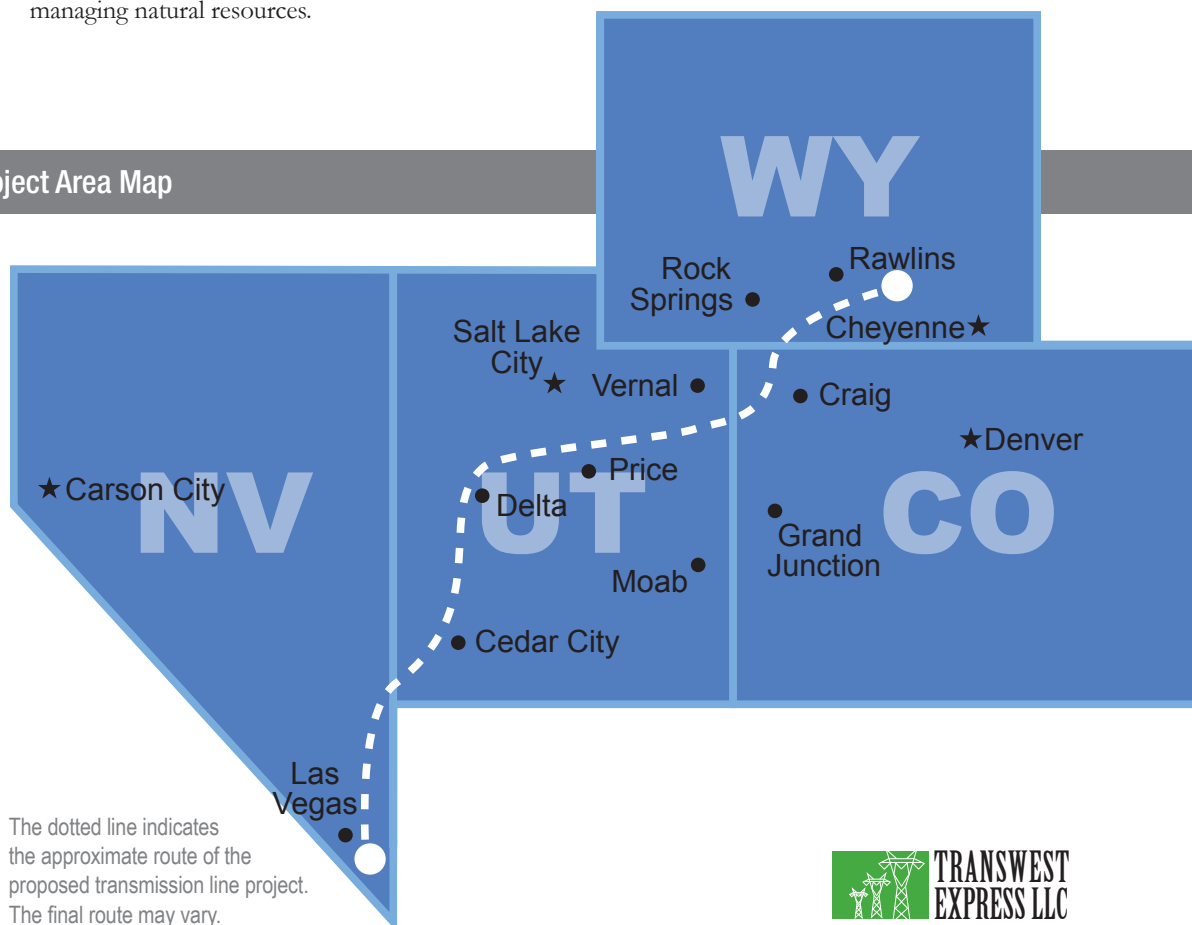 managing natural resources.
oject Area Map
WY
Rawlins
Rock
Springs
Cheyenne
Salt Lake
City
Vernal
Craig
Denver
Carson City
NV
Price
Delta
UT
CO
Grand
Junction
Moab
Cedar City
Las
Vegas
The dotted line indicates
the approximate route of the
proposed transmission line project.
The final route may vary.
TRANSWEST
EXPRESS LLC